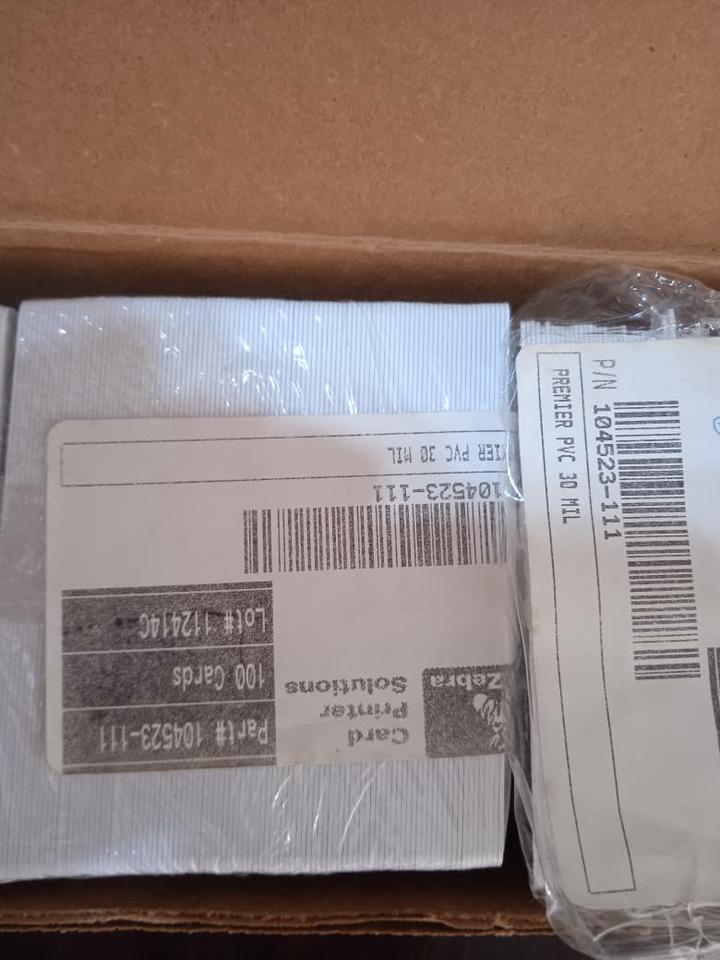 Part# 104523-111
100 Cards
Lot# 112414C
Zebra
Card
Printer
Solutions
104523-111
PVC 30 MIL
P/N 104523-111
PREMIER PVC 30 MIL